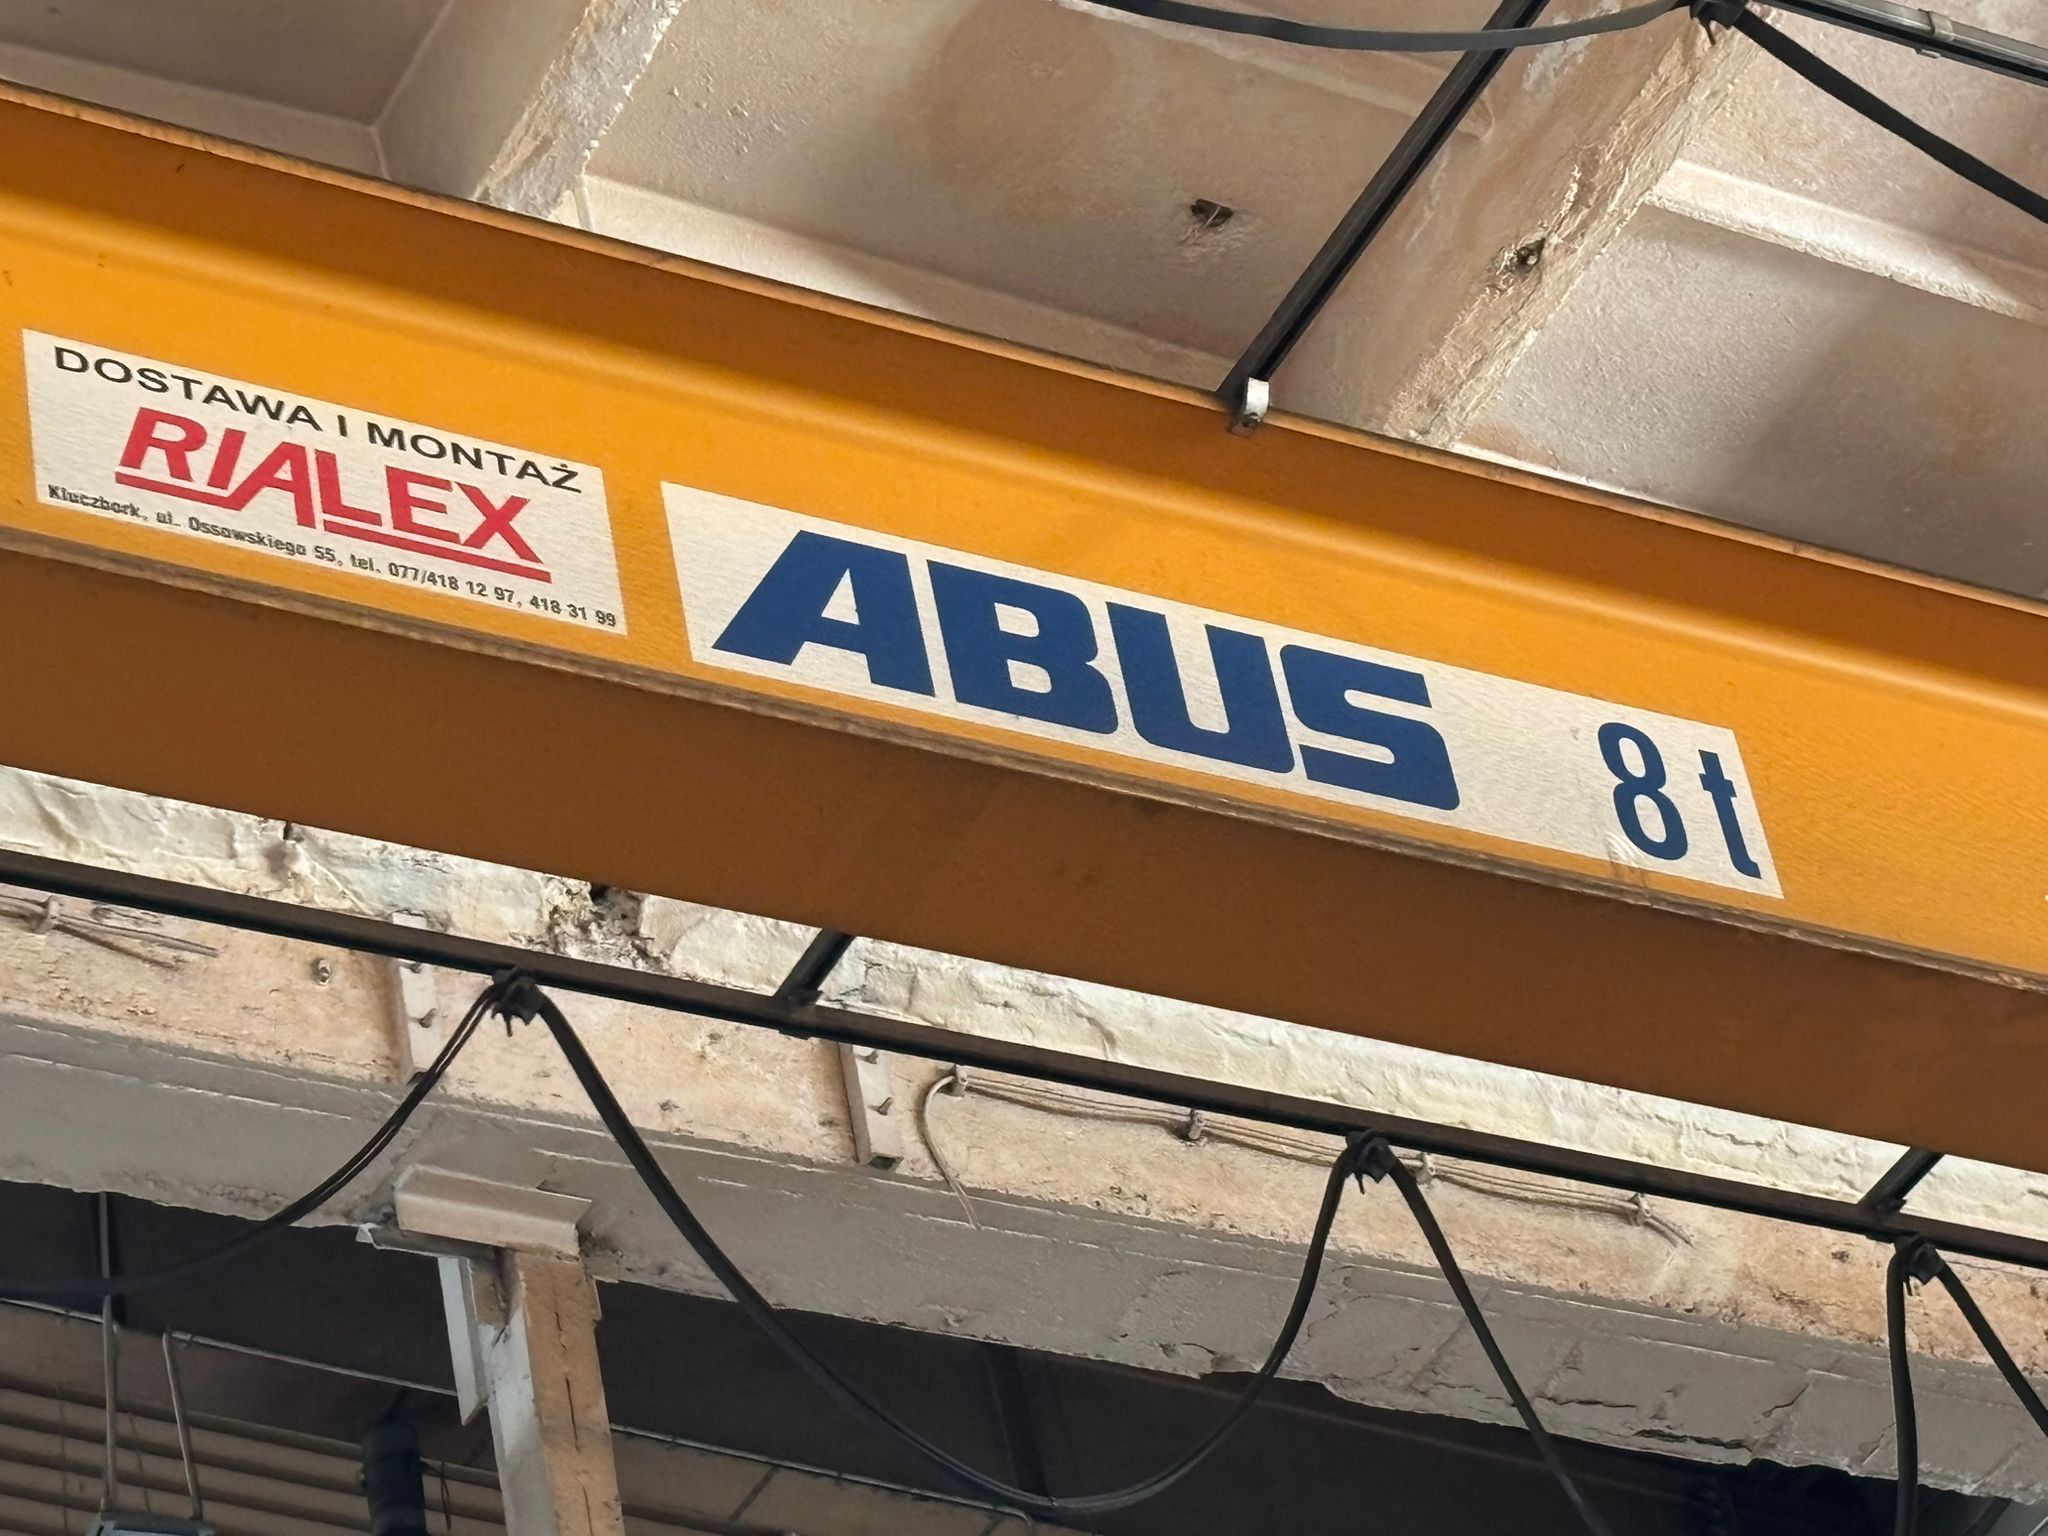 DOSTAWA I MONTAŻ
RIALEX
Kluczbork, ul. Ossowskiego 55, tel. 077/418 12 97, 418 31 99
ABUS 8 t